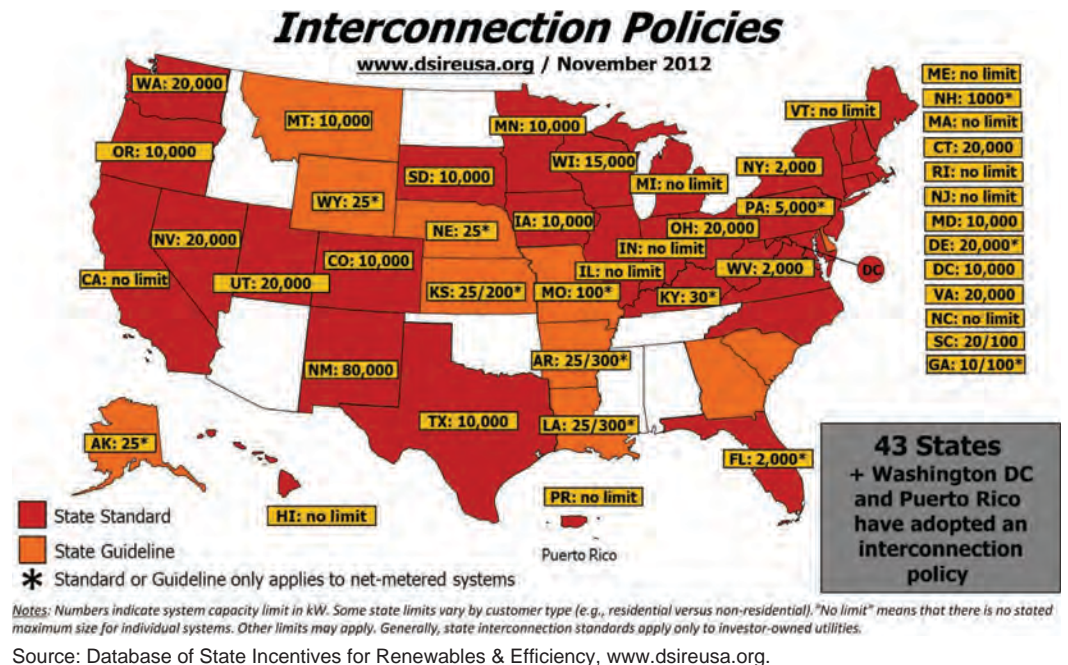 Interconnection Policies
www.dsireusa.org / November 2012
WA: 20,000
MT: 10,000
MN: 10,000
VT: no limit
ME: no limit
NH: 1000*
MA: no limit
CT: 20,000
RI: no limit
NJ: no limit
MD: 10,000
DE: 20,000*
DC: 10,000
VA: 20,000
NC: no limit
SC: 20/100
GA: 10/100*
OR: 10,000
SD: 10,000
WI: 15,000
MI: no limit
NY: 2,000
WY: 25*
NE: 25*
IA: 10,000
PA: 5,000*
OH: 20,000
NV: 20,000
CO: 10,000
IN: no limit
IL: no limit
WV: 2,000
DC
CA: no limit
UT: 20,000
KS: 25/200*
MO: 100*
KY: 30*
NM: 80,000
AR: 25/300*
TX: 10,000
LA: 25/300*
AK: 25*
FL: 2,000*
HI: no limit
PR: no limit
Puerto Rico
43 States
+ Washington DC
and Puerto Rico
have adopted an
interconnection
policy
State Standard
State Guideline
* Standard or Guideline only applies to net-metered systems
Notes: Numbers indicate system capacity limit in kW. Some state limits vary by customer type (e.g., residential versus non-residential). "No limit" means that there is no stated
maximum size for individual systems. Other limits may apply. Generally, state interconnection standards apply only to investor-owned utilities.
Source: Database of State Incentives for Renewables & Efficiency, www.dsireusa.org.